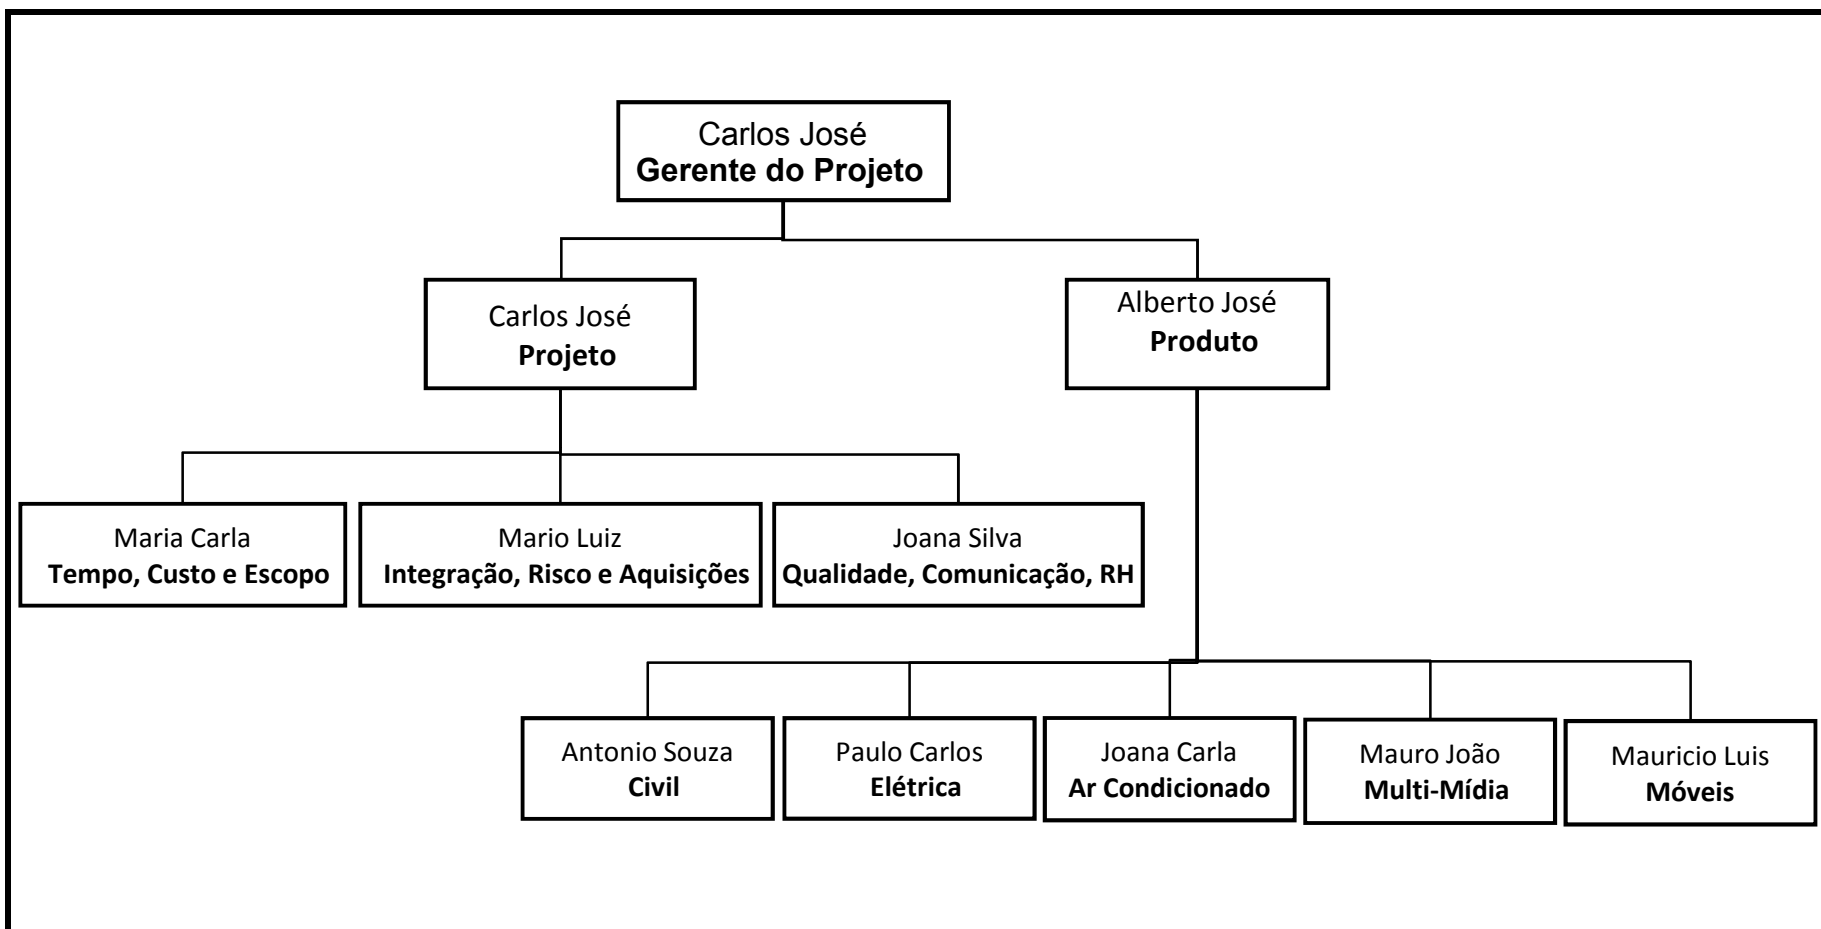 Carlos José
Gerente do Projeto
Carlos José
Projeto
Alberto José
Produto
Maria Carla
Tempo, Custo e Escopo
Mario Luiz
Integração, Risco e Aquisições
Joana Silva
Qualidade, Comunicação, RH
Antonio Souza
Civil
Paulo Carlos
Elétrica
Joana Carla
Ar Condicionado
Mauro João
Multi-Mídia
Mauricio Luis
Móveis